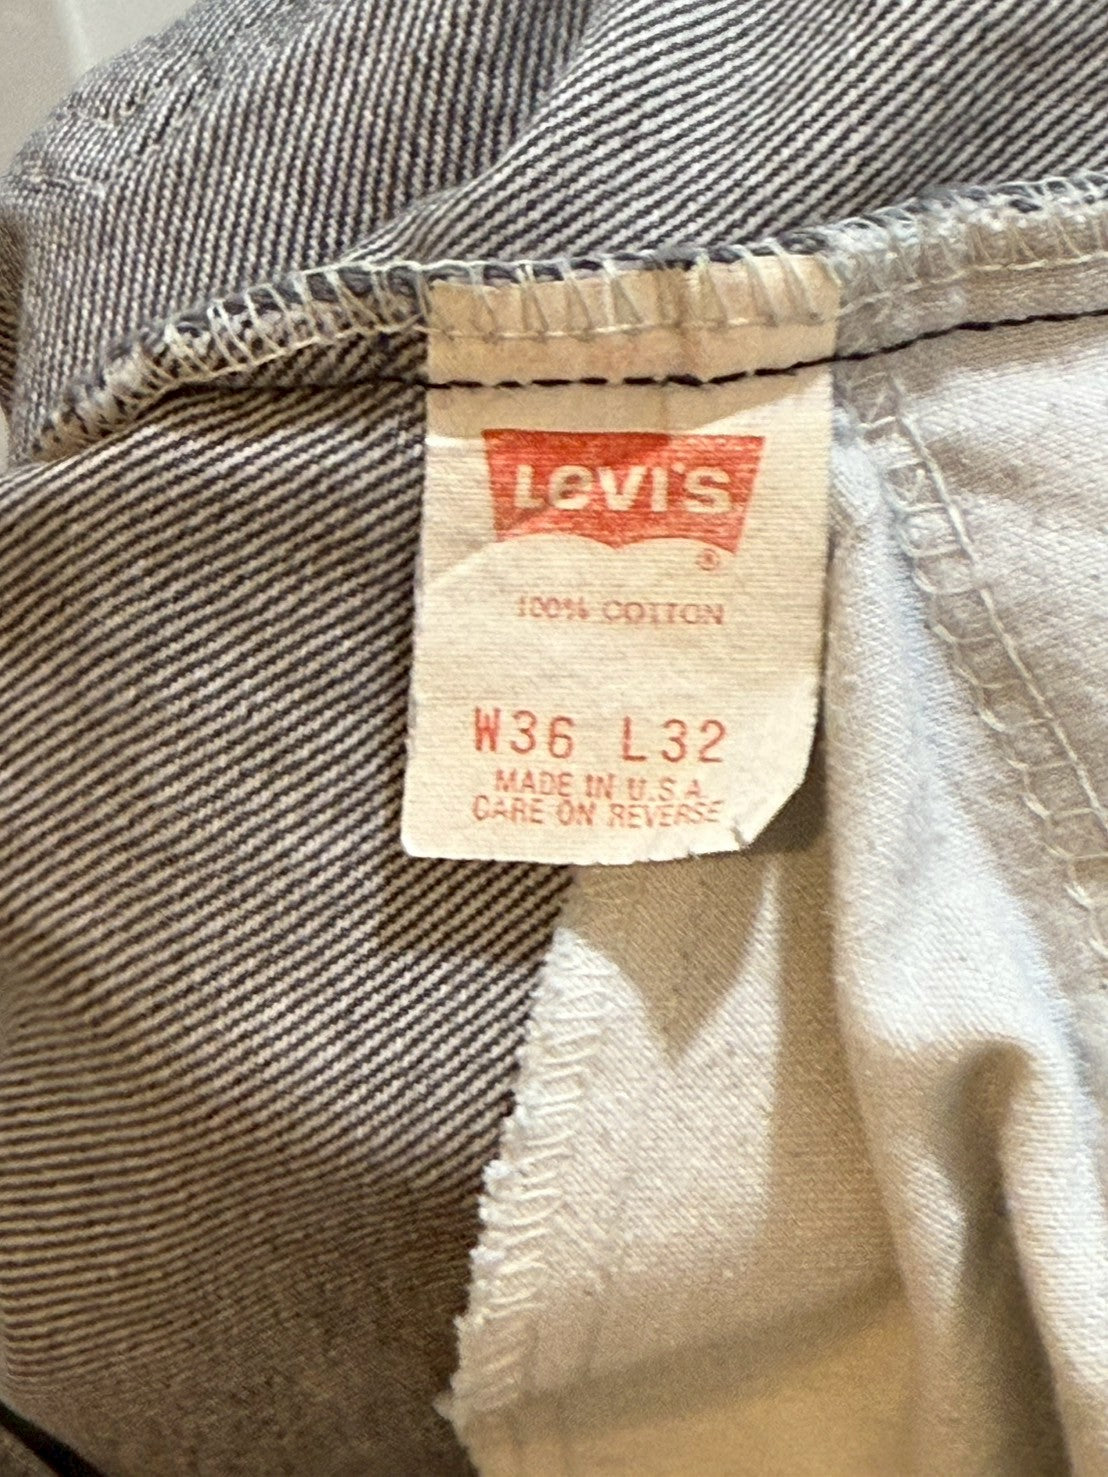 LEVI'S
®
100% COTTON
W36 L32
MADE IN U.S.A.
CARE ON REVERSE